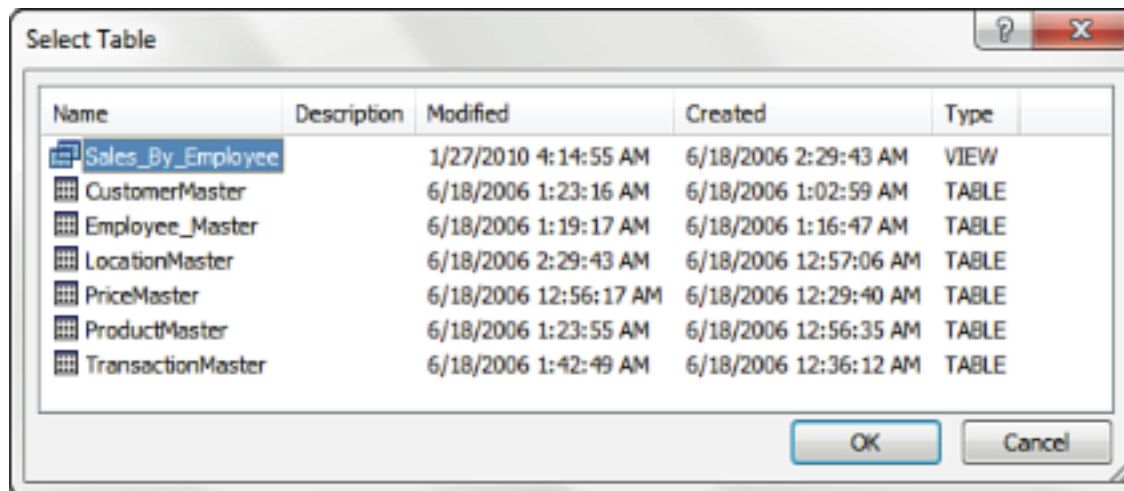 Select Table
Name Description Modified Created Type
Sales_By_Employee 1/27/2010 4:14:55 AM 6/18/2006 2:29:43 AM VIEW
CustomerMaster 6/18/2006 1:23:16 AM 6/18/2006 1:02:59 AM TABLE
Employee_Master 6/18/2006 1:19:17 AM 6/18/2006 1:16:47 AM TABLE
LocationMaster 6/18/2006 2:29:43 AM 6/18/2006 12:57:06 AM TABLE
PriceMaster 6/18/2006 12:56:17 AM 6/18/2006 12:29:40 AM TABLE
ProductMaster 6/18/2006 1:23:55 AM 6/18/2006 12:56:35 AM TABLE
TransactionMaster 6/18/2006 1:42:49 AM 6/18/2006 12:36:12 AM TABLE
OK Cancel